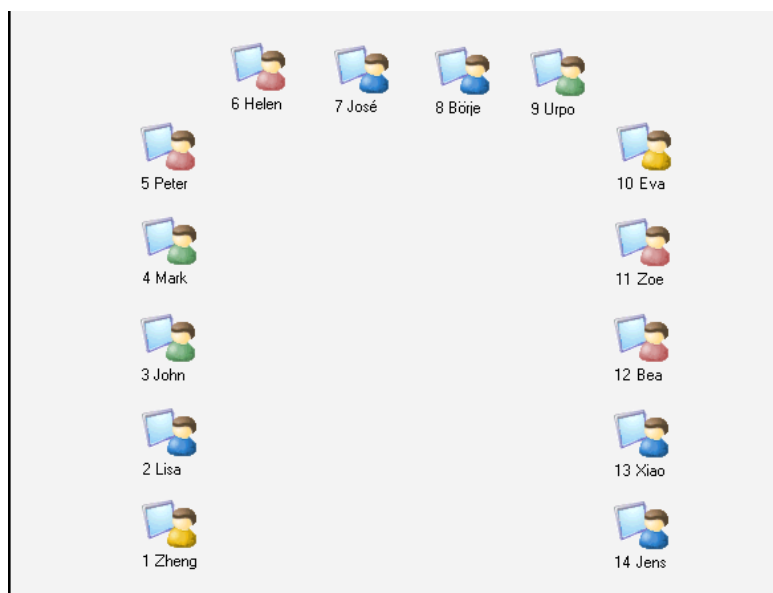 6 Helen
7 José
8 Börje
9 Urpo
5 Peter
10 Eva
4 Mark
11 Zoe
3 John
12 Bea
2 Lisa
13 Xiao
1 Zheng
14 Jens